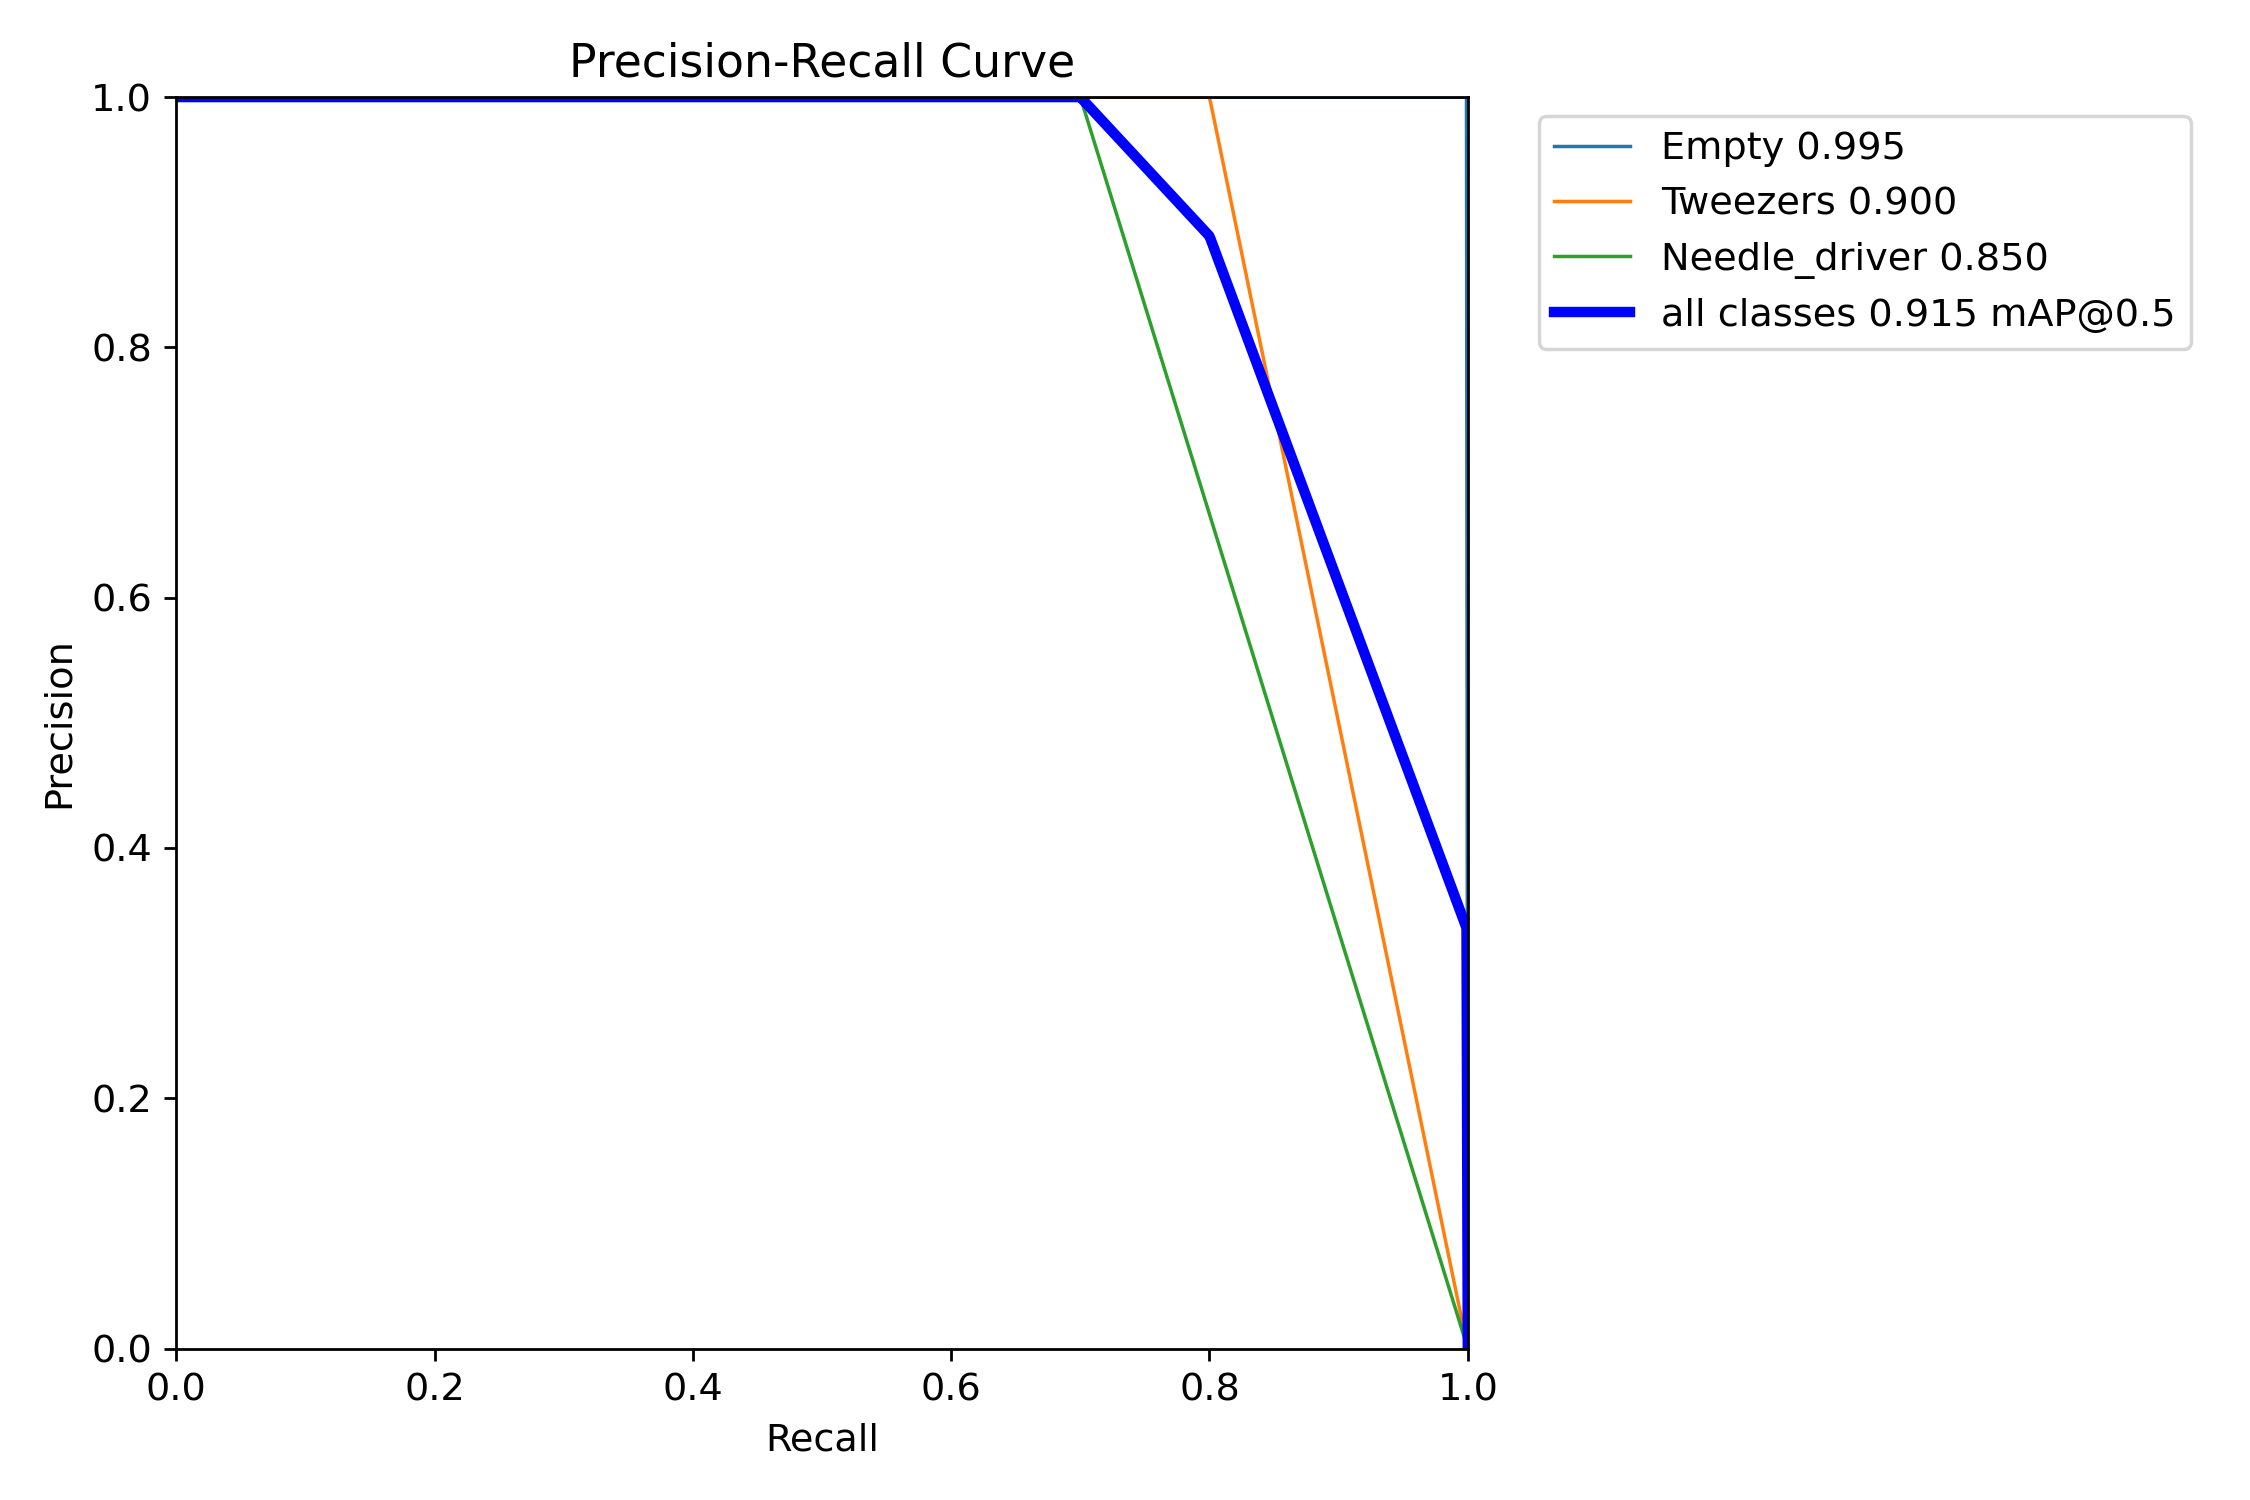 Precision-Recall Curve
1.0
0.8
0.6
0.4
0.2
0.0
Precision
0.0 0.2 0.4 0.6 0.8 1.0
Recall
Empty 0.995
Tweezers 0.900
Needle_driver 0.850
all classes 0.915 mAP@0.5